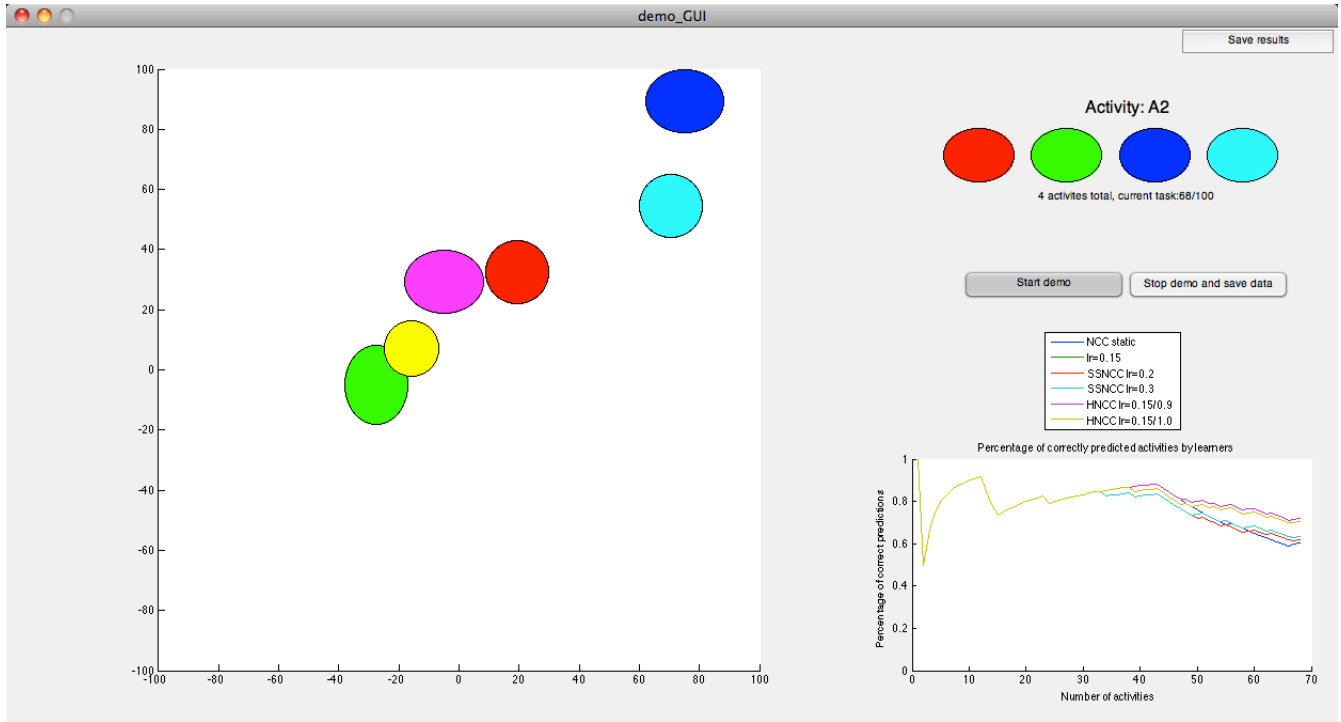 demo_GUI
Save results
Activity: A2
4 activites total, current task:68/100
Start demo
Stop demo and save data
NCC static
lr=0.15
SSNCC lr=0.2
SSNCC lr=0.3
HNCC lr=0.15/0.9
HNCC lr=0.15/1.0
100
80
60
40
20
0
-20
-40
-60
-80
-100
-100 -80 -60 -40 -20 0 20 40 60 80 100
Percentage of correctly predicted activities by learners
Percentage of correct predictions
1
0.8
0.6
0.4
0.2
0
0 10 20 30 40 50 60 70
Number of activities